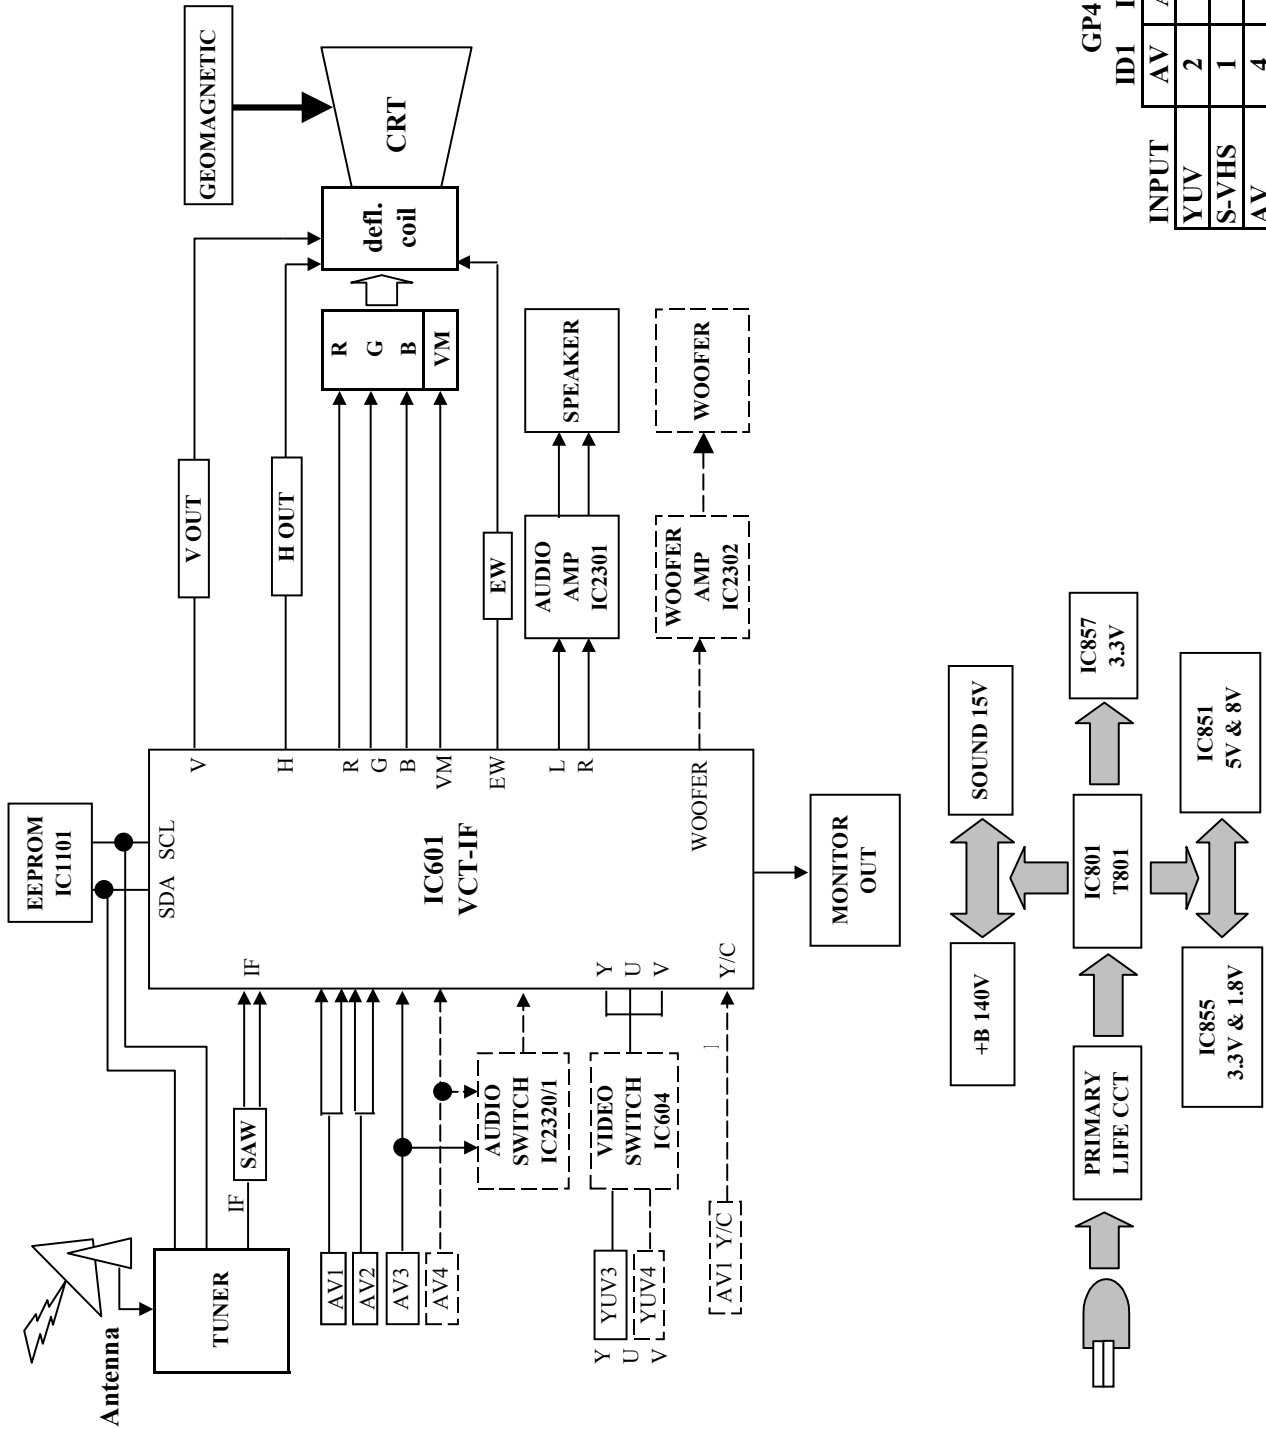 Antenna
TUNER
IF
SAW
EEPROM
IC1101
SDA SCL
IF
AV1
AV2
AV3
AV4
AUDIO
SWITCH
IC2320/1
YUV3
YUV4
Y
U
V
VIDEO
SWITCH
IC604
Y
U
V
AV1 Y/C
Y/C
IC601
VCT-IF
V
H
R
G
B
VM
EW
L
R
WOOFER
MONITOR
OUT
V OUT
H OUT
EW
R
G
B
VM
defl.
coil
CRT
GEOMAGNETIC
AUDIO
AMP
IC2301
SPEAKER
WOOFER
AMP
IC2302
WOOFER
PRIMARY
LIFE CCT
IC801
T801
+B 140V
SOUND 15V
IC857
3.3V
IC855
3.3V & 1.8V
IC851
5V & 8V
GP4
ID1
INPUT AV
YUV 2
S-VHS 1
AV 4